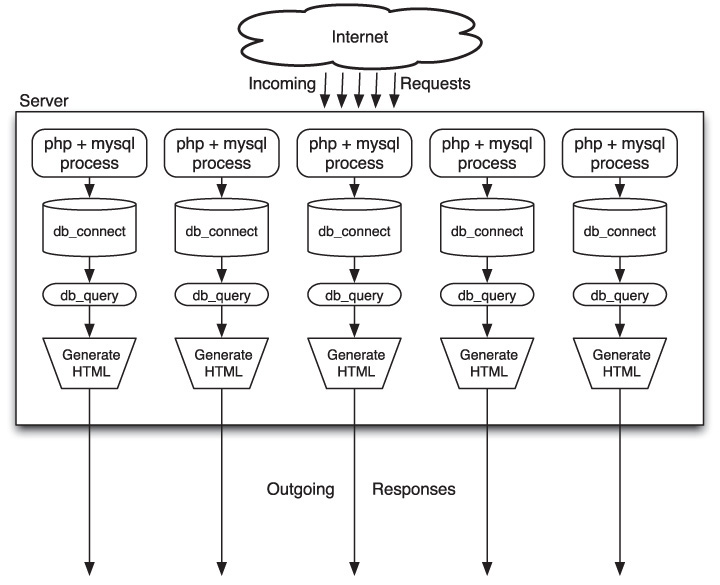 Internet
Incoming Requests
Server
php + mysql process
php + mysql process
php + mysql process
php + mysql process
php + mysql process
db_connect
db_connect
db_connect
db_connect
db_connect
db_query
db_query
db_query
db_query
db_query
Generate HTML
Generate HTML
Generate HTML
Generate HTML
Generate HTML
Outgoing Responses